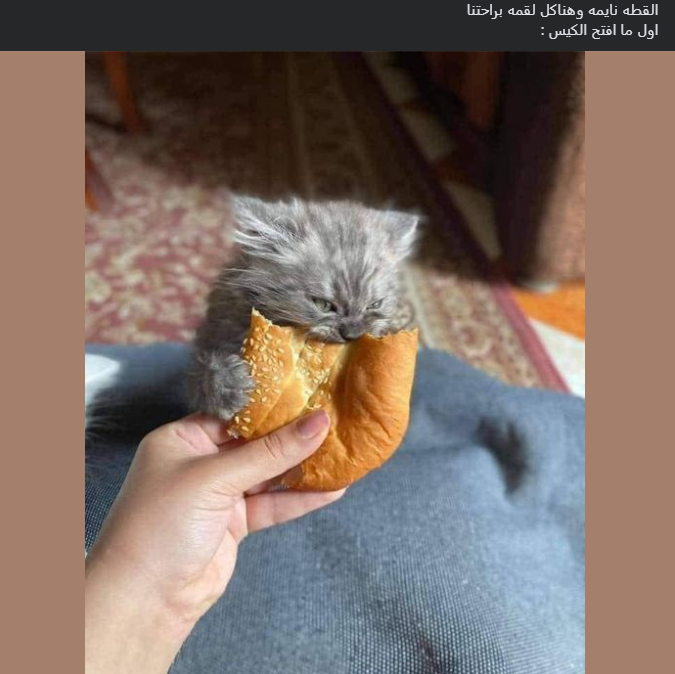 القطه نايمه وهناكل لقمه براحتنا
اول ما افتح الكيس :